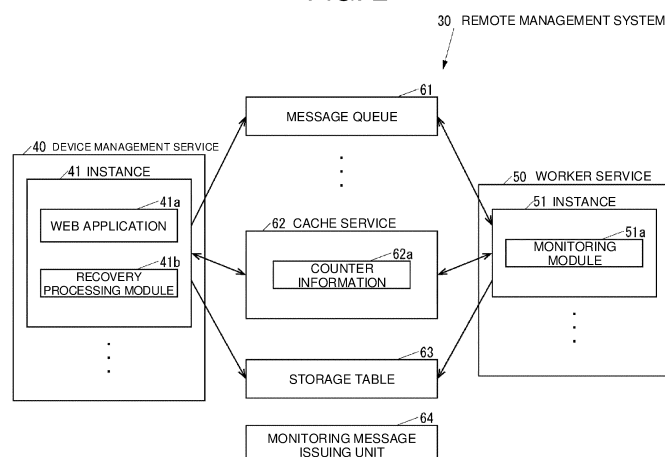 30 REMOTE MANAGEMENT SYSTEM
61
MESSAGE QUEUE
40 DEVICE MANAGEMENT SERVICE
41 INSTANCE
41a
WEB APPLICATION
41b
RECOVERY
PROCESSING MODULE
62 CACHE SERVICE
62a
COUNTER
INFORMATION
50 WORKER SERVICE
51 INSTANCE
51a
MONITORING
MODULE
63
STORAGE TABLE
64
MONITORING MESSAGE
ISSUING UNIT